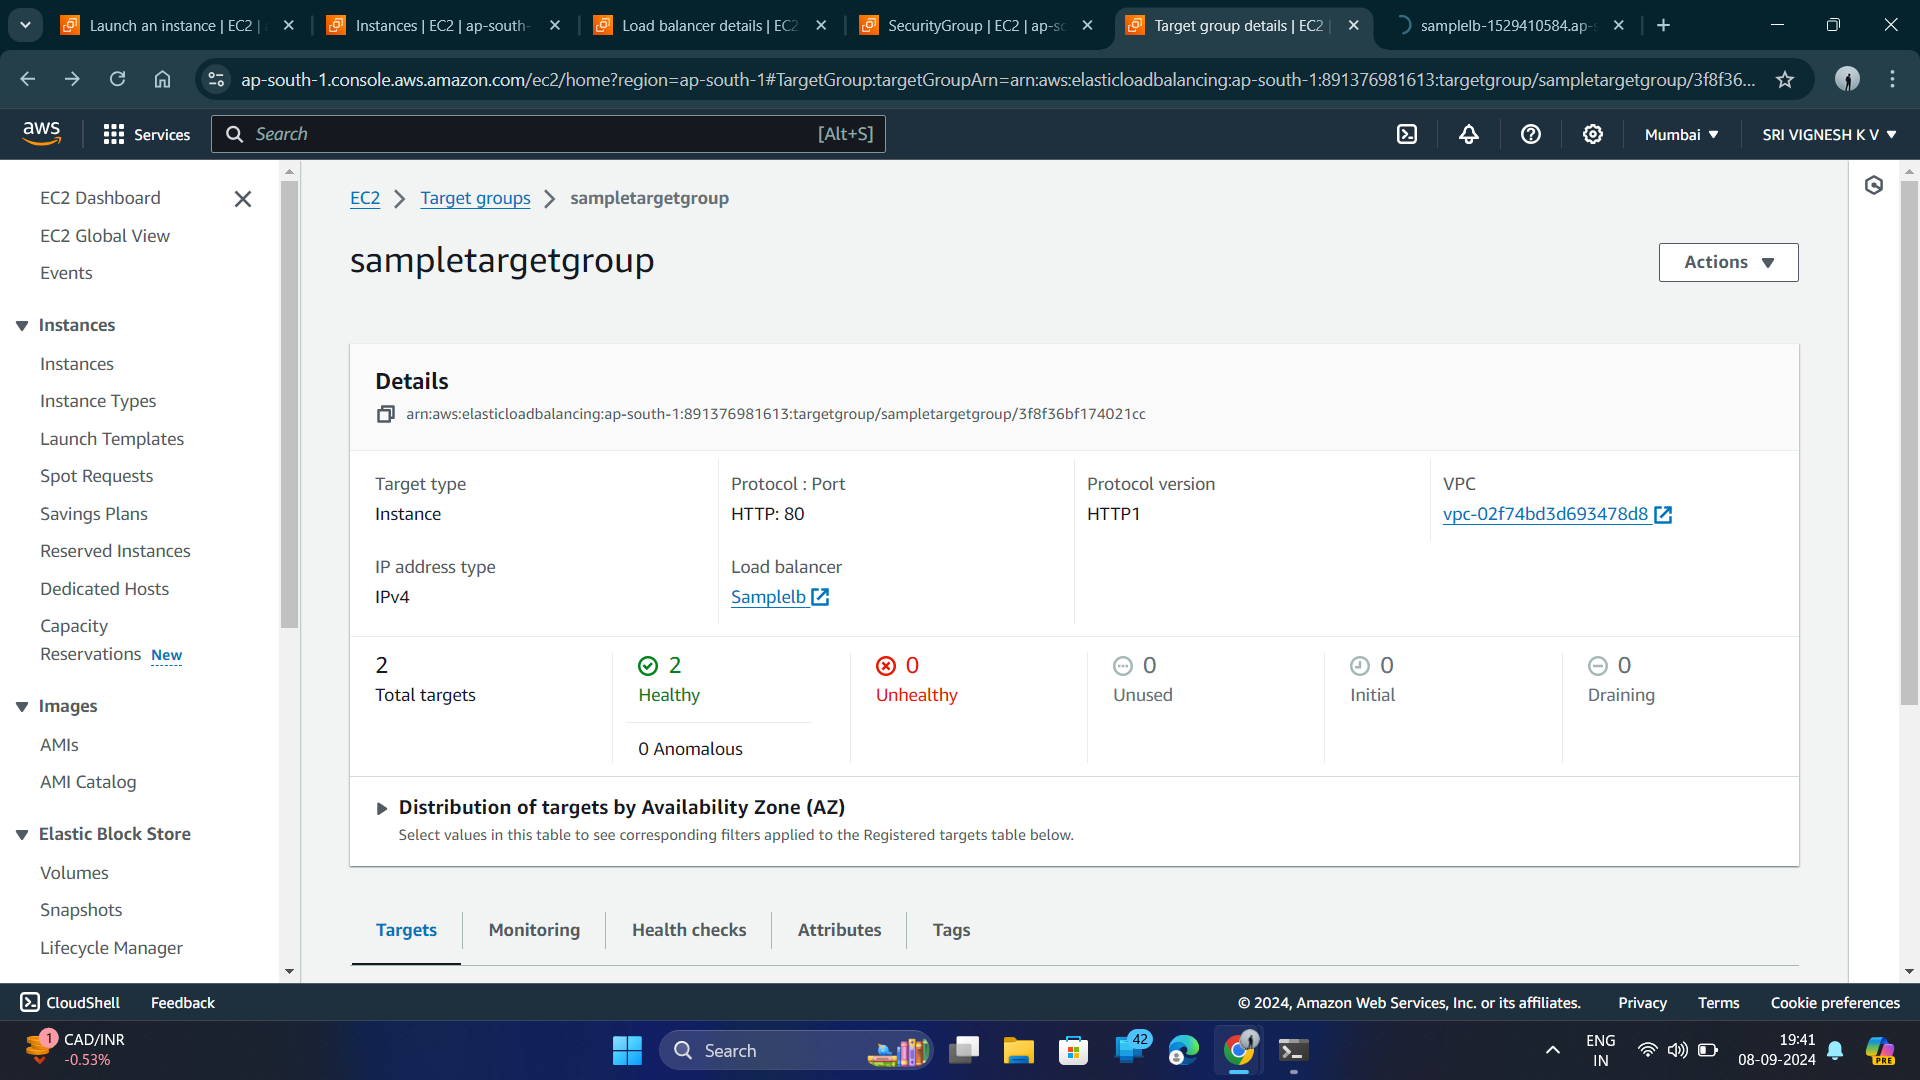 Launch an instance | EC2 |
Instances | EC2 | ap-south-
Load balancer details | EC2
SecurityGroup | EC2 | ap-so
Target group details | EC2 |
samplelb-1529410584.ap-s
ap-south-1.console.aws.amazon.com/ec2/home?region=ap-south-1#TargetGroup:targetGroupArn=arn:aws:elasticloadbalancing:ap-south-1:891376981613:targetgroup/sampletargetgroup/3f8f36...
aws
Services
Search
[Alt+S]
Mumbai
SRI VIGNESH K V
EC2 Dashboard
EC2 Global View
Events
Instances
Instances
Instance Types
Launch Templates
Spot Requests
Savings Plans
Reserved Instances
Dedicated Hosts
Capacity
Reservations New
Images
AMIs
AMI Catalog
Elastic Block Store
Volumes
Snapshots
Lifecycle Manager
EC2
Target groups
sampletargetgroup
sampletargetgroup
Actions
Details
arn:aws:elasticloadbalancing:ap-south-1:891376981613:targetgroup/sampletargetgroup/3f8f36bf174021cc
Target type
Instance
Protocol : Port
HTTP: 80
Protocol version
HTTP1
VPC
vpc-02f74bd3d693478d8
IP address type
IPv4
Load balancer
Samplelb
2
Total targets
2
Healthy
0 Anomalous
0
Unhealthy
0
Unused
0
Initial
0
Draining
Distribution of targets by Availability Zone (AZ)
Select values in this table to see corresponding filters applied to the Registered targets table below.
Targets
Monitoring
Health checks
Attributes
Tags
CloudShell
Feedback
© 2024, Amazon Web Services, Inc. or its affiliates.
Privacy
Terms
Cookie preferences
1
CAD/INR
-0.53%
Search
42
ENG
IN
19:41
08-09-2024
PRE